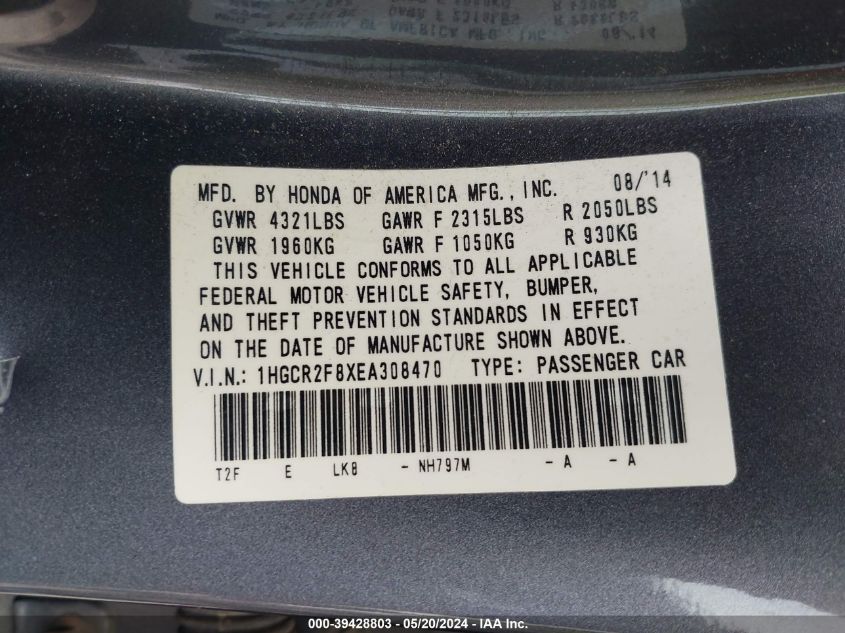 MFD. BY HONDA OF AMERICA MFG., INC. 08/'14
GVWR 4321LBS GAWR F 2315LBS R 2050LBS
GVWR 1960KG GAWR F 1050KG R 930KG
THIS VEHICLE CONFORMS TO ALL APPLICABLE
FEDERAL MOTOR VEHICLE SAFETY, BUMPER,
AND THEFT PREVENTION STANDARDS IN EFFECT
ON THE DATE OF MANUFACTURE SHOWN ABOVE.
V.I.N.: 1HGCR2F8XEA308470 TYPE: PASSENGER CAR
T2F E LK8 - NH797M - A - A
000-39428803 - 05/20/2024 - IAA Inc.